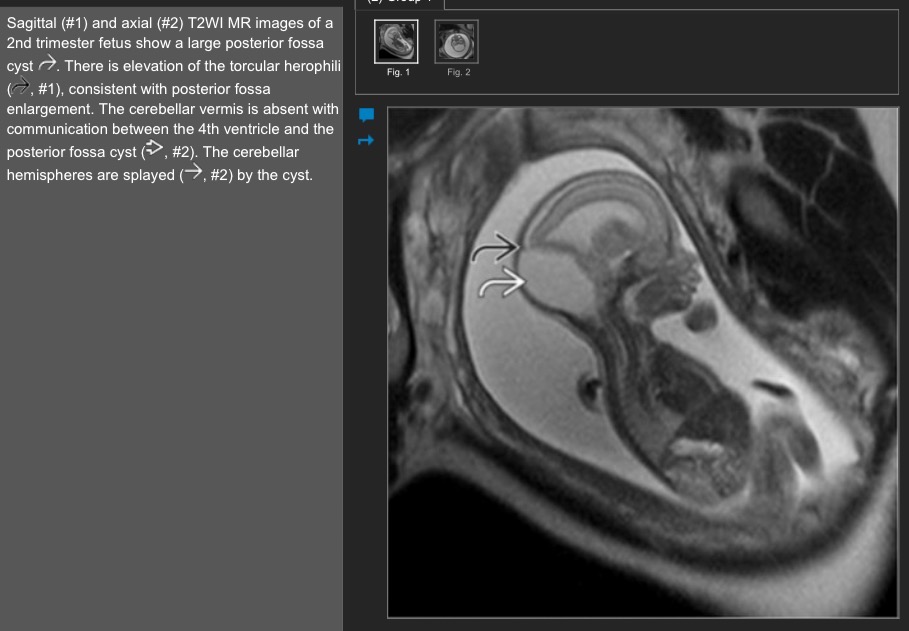 Sagittal (#1) and axial (#2) T2WI MR images of a
2nd trimester fetus show a large posterior fossa
cyst . There is elevation of the torcular herophili
( , #1), consistent with posterior fossa
enlargement. The cerebellar vermis is absent with
communication between the 4th ventricle and the
posterior fossa cyst ( , #2). The cerebellar
hemispheres are splayed ( , #2) by the cyst.
Fig. 1
Fig. 2